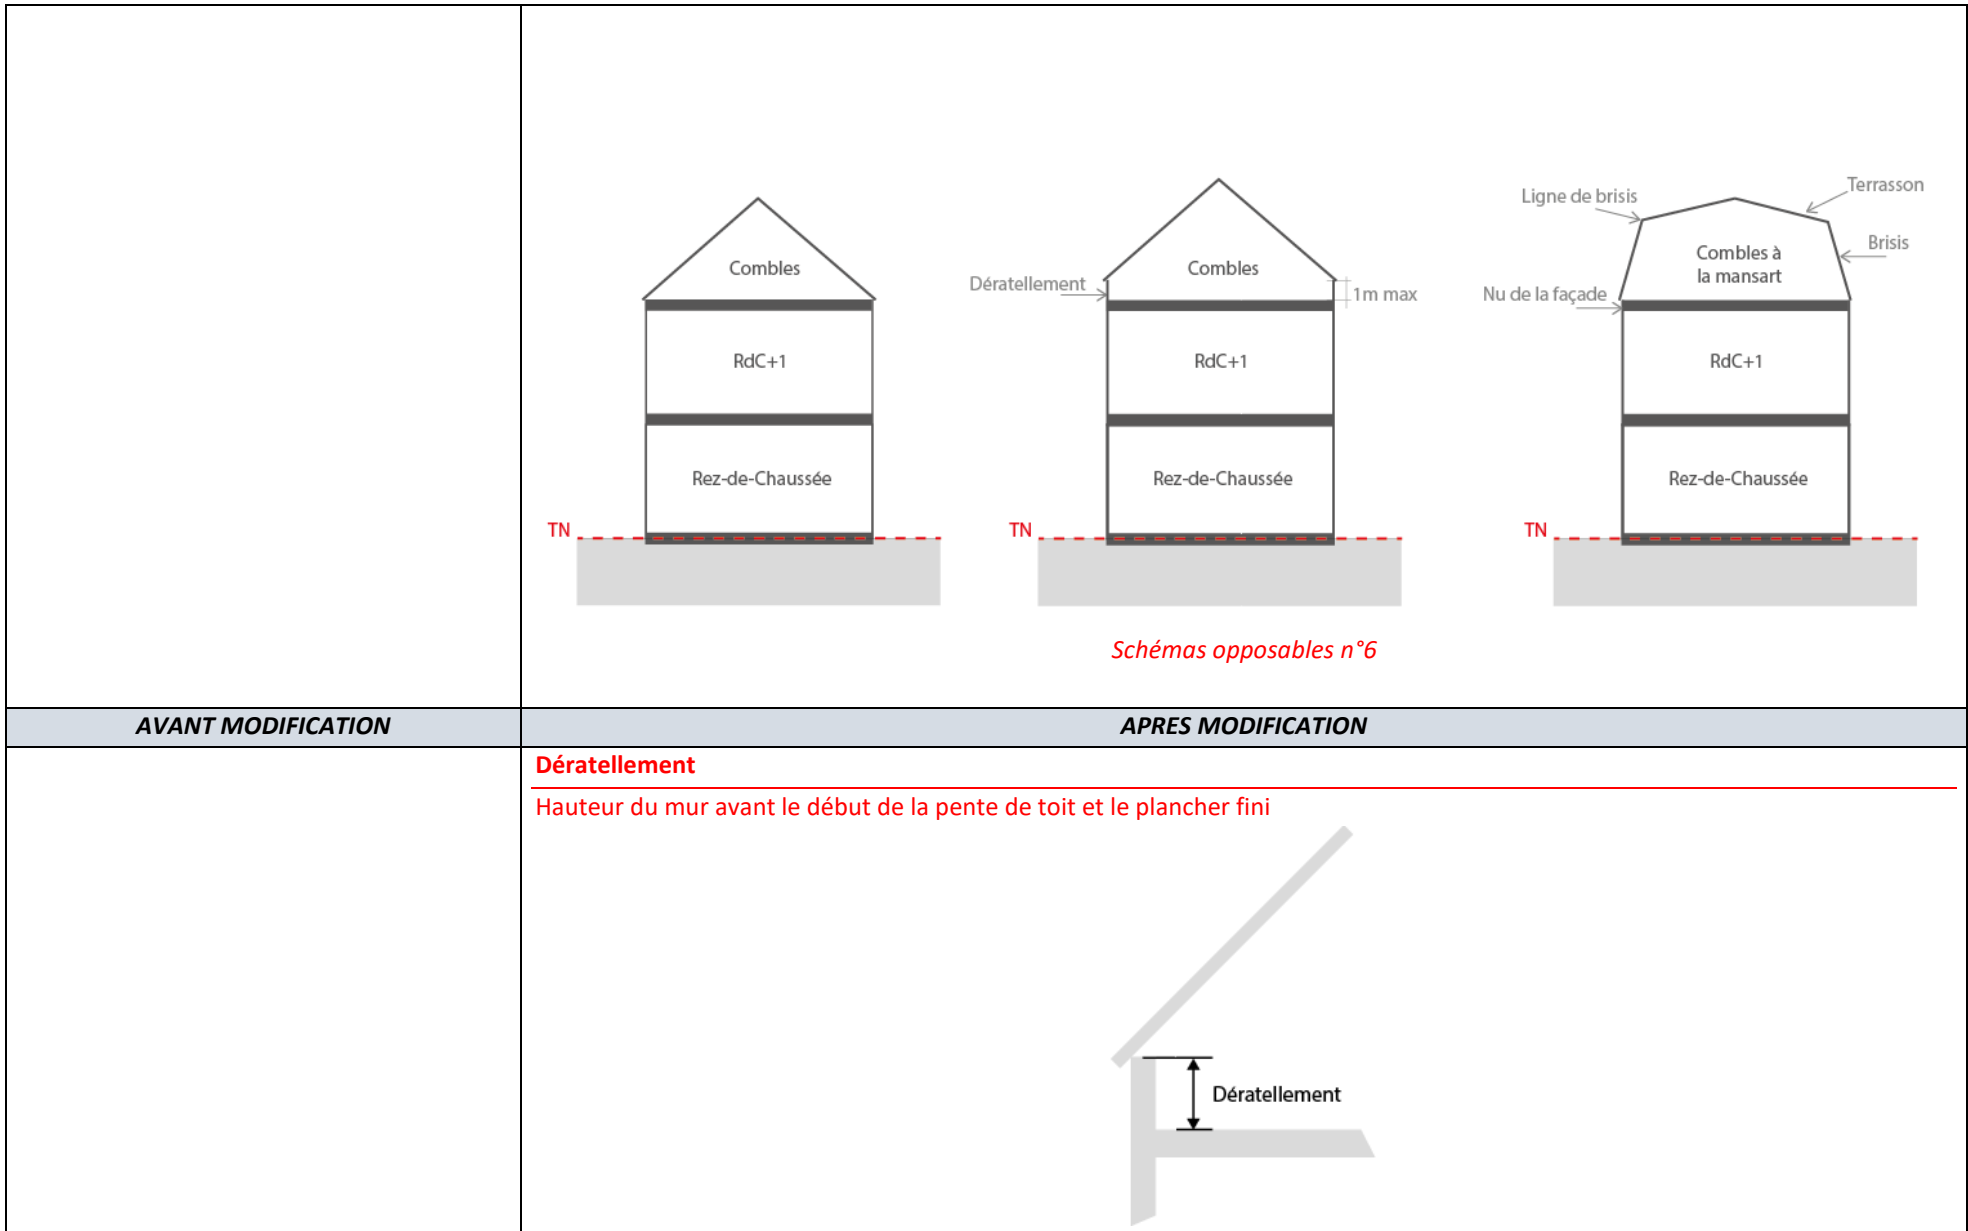 Combles
RdC+1
Rez-de-Chaussée
TN
Dératellement
Combles
1m max
RdC+1
Rez-de-Chaussée
TN
Ligne de brisis
Terrasson
Brisis
Combles à
la mansart
Nu de la façade
RdC+1
Rez-de-Chaussée
TN
Schémas opposables n°6
AVANT MODIFICATION
APRES MODIFICATION
Dératellement
Hauteur du mur avant le début de la pente de toit et le plancher fini
Dératellement